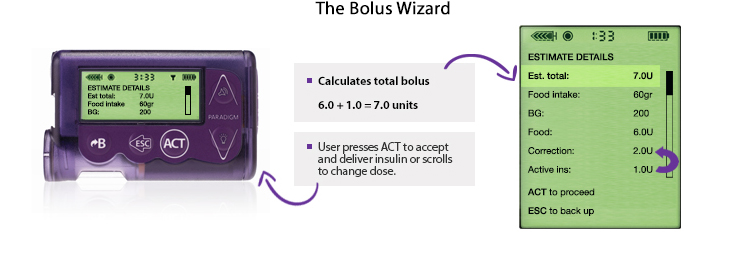 The Bolus Wizard
3:33
ESTIMATE DETAILS
Est total: 7.0U
Food intake 60gr
BG: 200
PARADIGM
B
ESC
ACT
Calculates total bolus
6.0 + 1.0 = 7.0 units
User presses ACT to accept
and deliver insulin or scrolls
to change dose.
1:33
ESTIMATE DETAILS
Est. total: 7.0U
Food intake: 60gr
BG: 200
Food: 6.0U
Correction: 2.0U
Active ins: 1.0U
ACT to proceed
ESC to back up